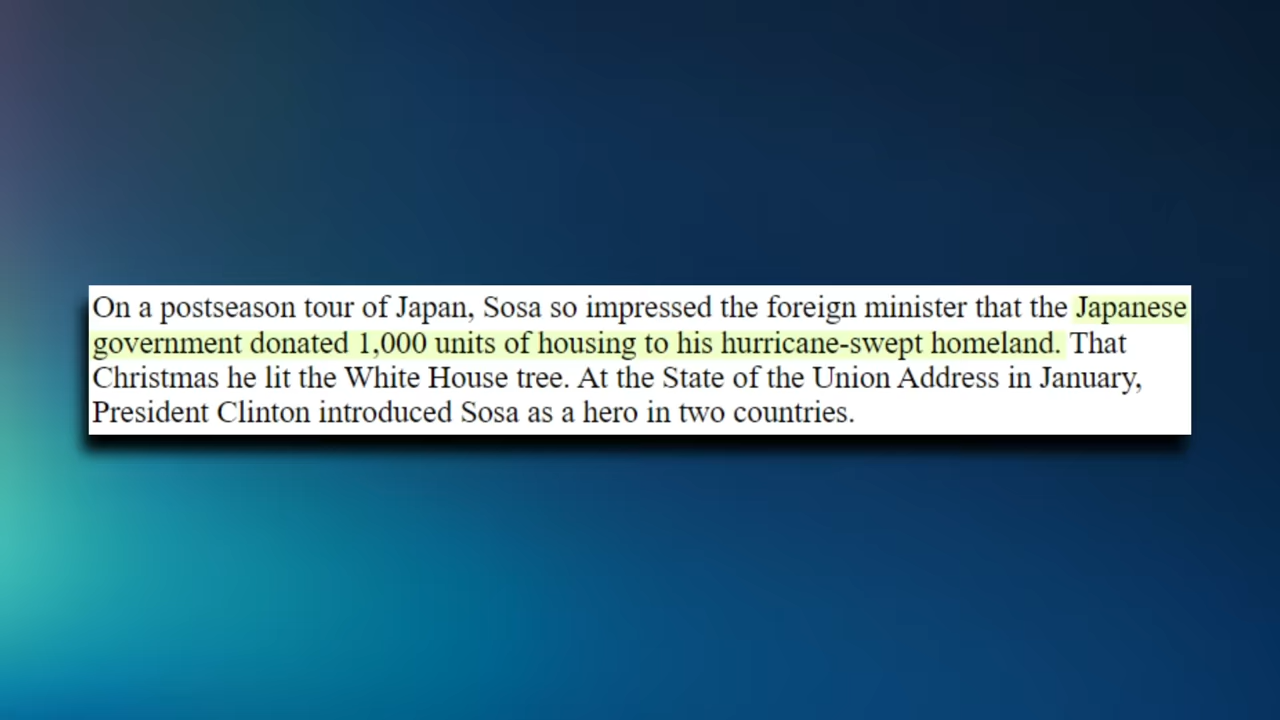 On a postseason tour of Japan, Sosa so impressed the foreign minister that the Japanese
government donated 1,000 units of housing to his hurricane-swept homeland. That
Christmas he lit the White House tree. At the State of the Union Address in January,
President Clinton introduced Sosa as a hero in two countries.